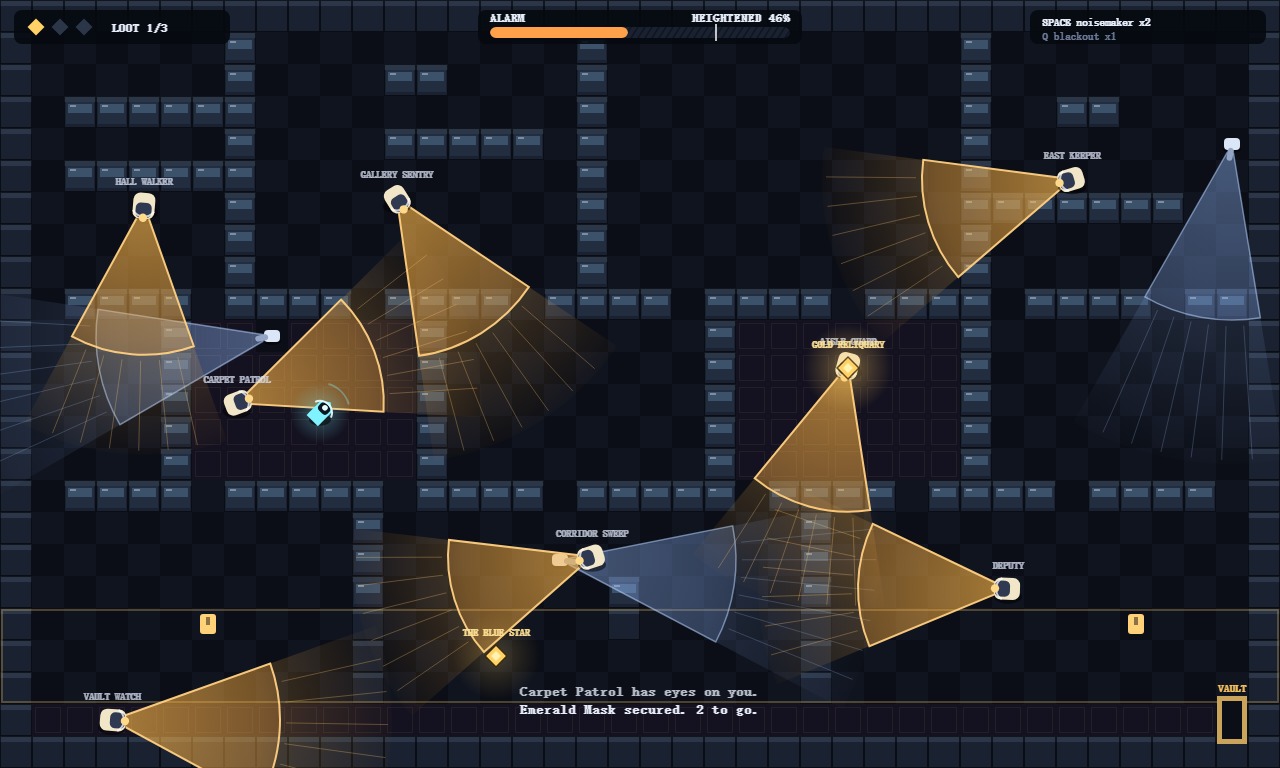 LOOT 1/3
ALARM
HEIGHTENED 46%
SPACE noisemaker x2
Q blackout x1
EAST KEEPER
GALLERY SENTRY
HALL WALKER
GOLD RELIQUARY
CARPET PATROL
CORRIDOR SWEEP
DEPUTY
THE BLUE STAR
VAULT WATCH
VAULT
Carpet Patrol has eyes on you.
Emerald Mask secured. 2 to go.